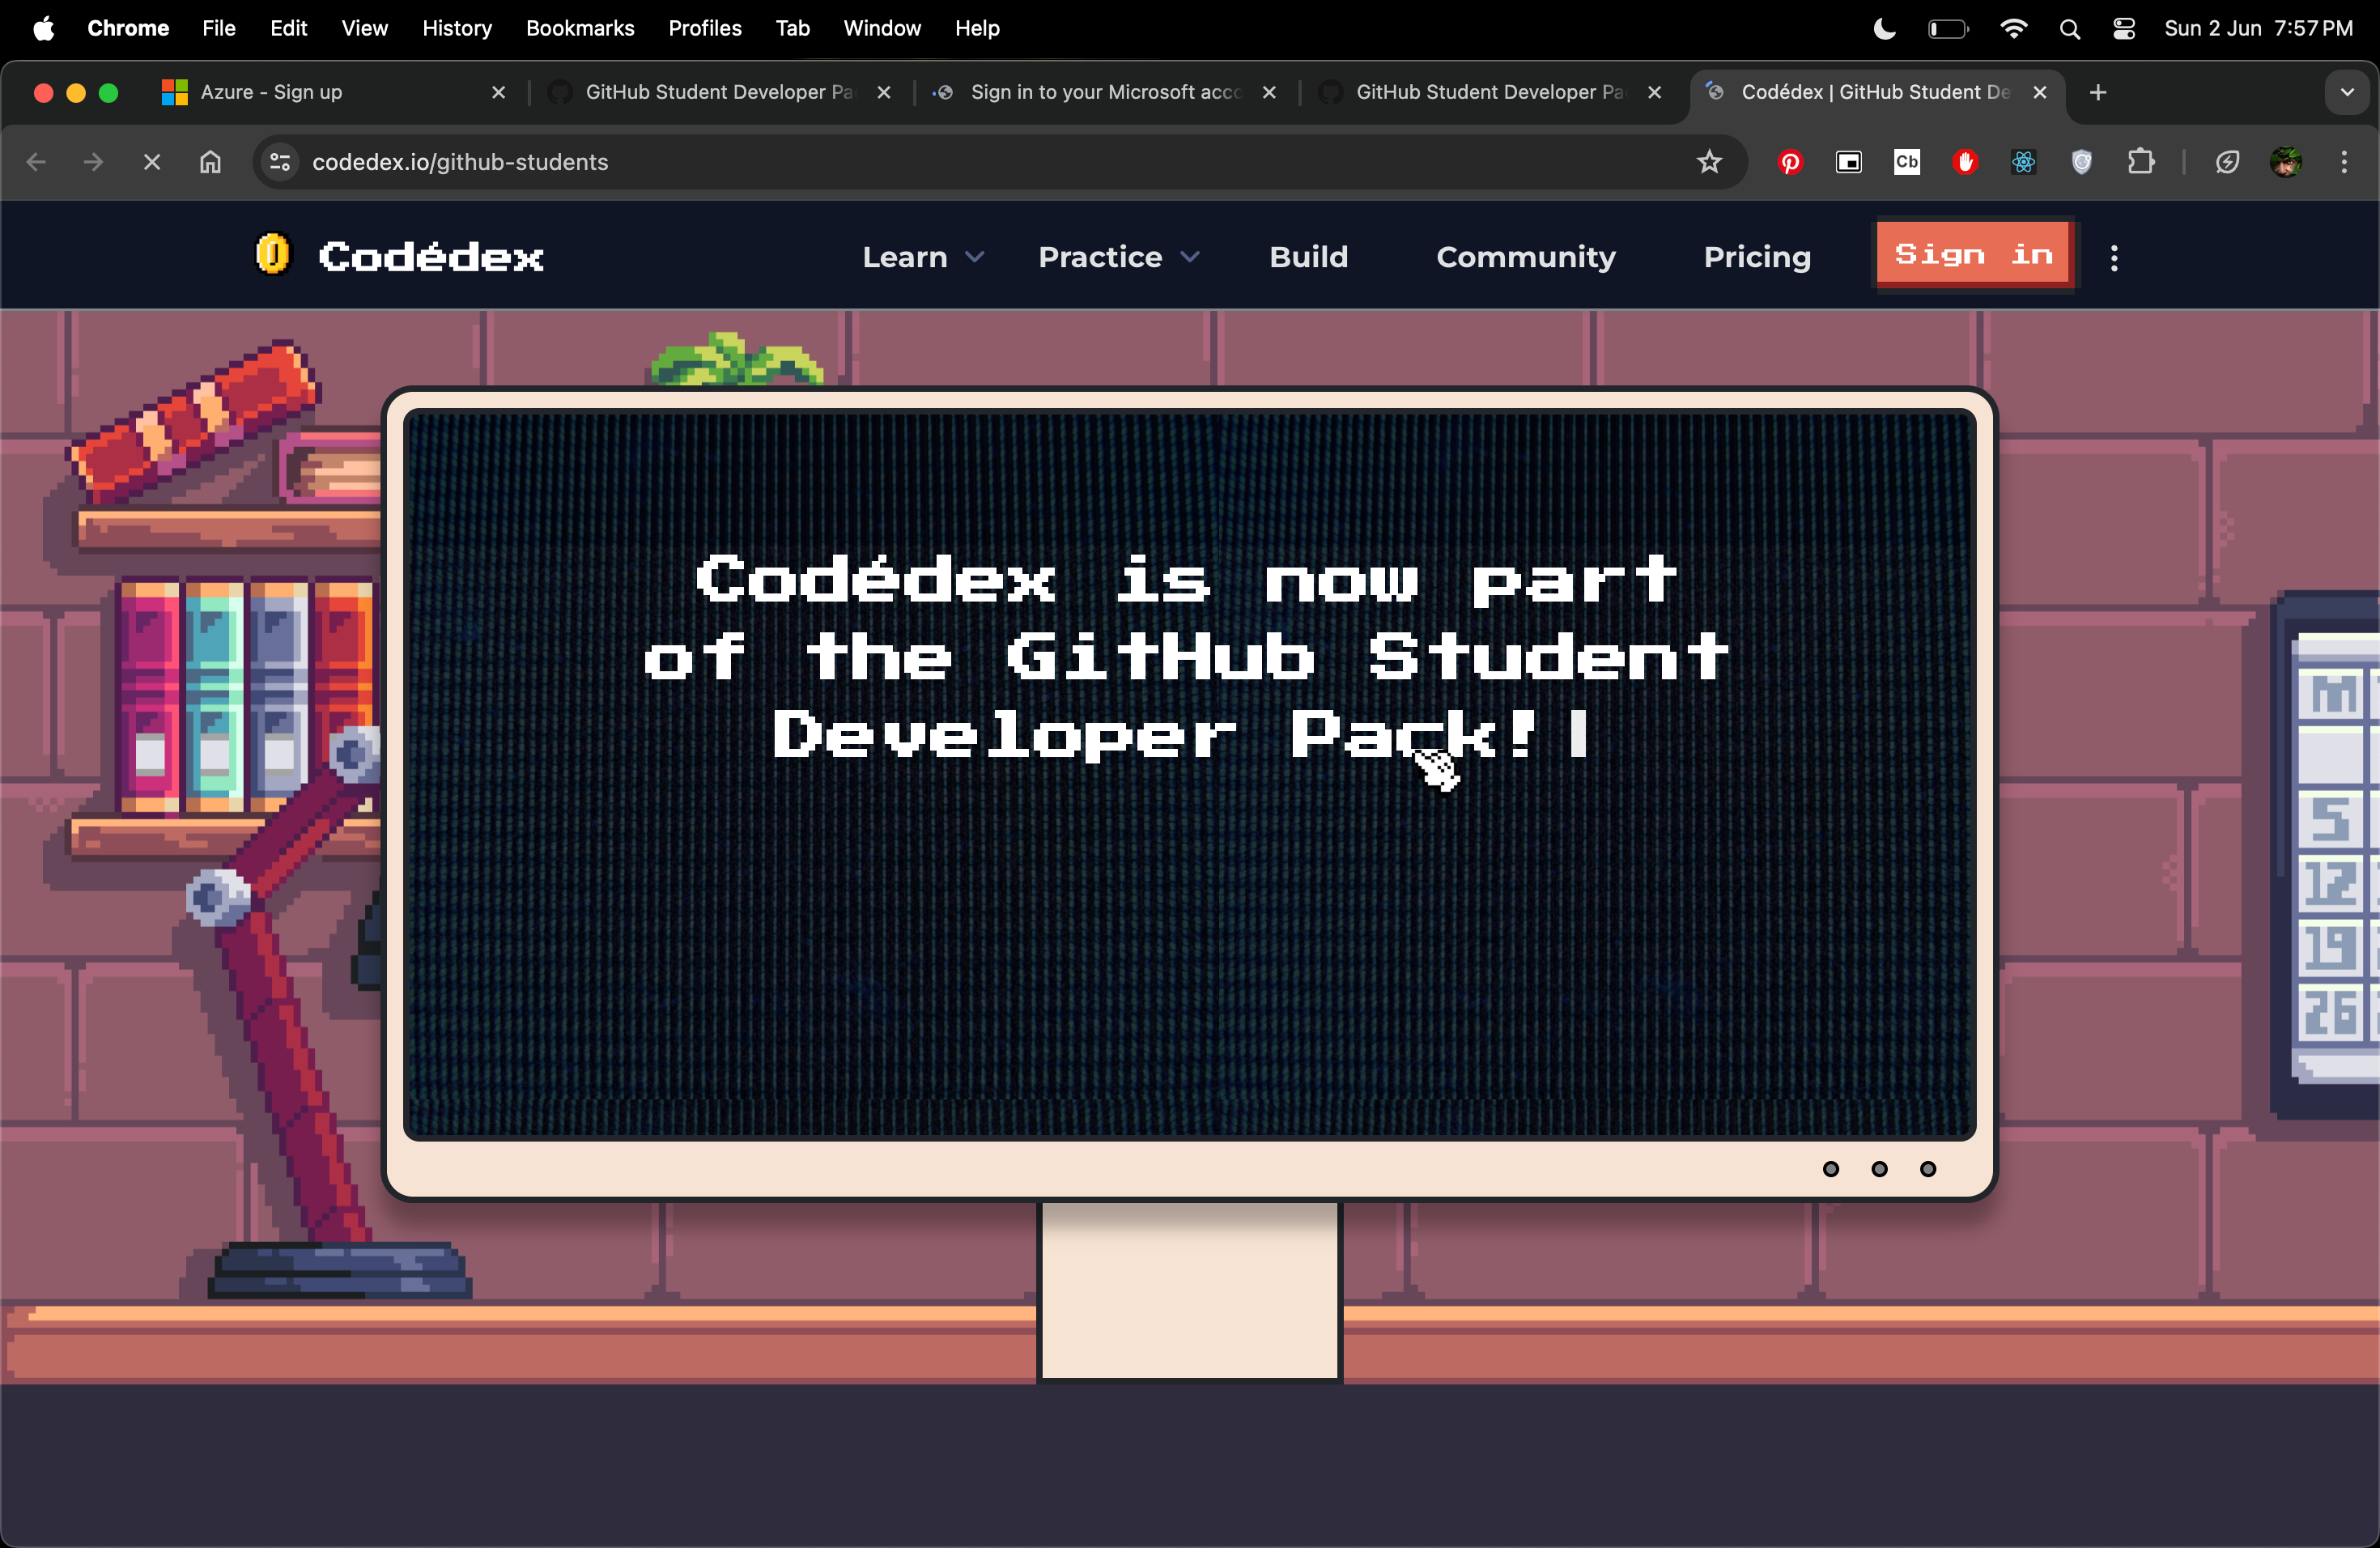 Chrome File Edit View History Bookmarks Profiles Tab Window Help Sun 2 Jun 7:57 PM
Azure - Sign up GitHub Student Developer Pa Sign in to your Microsoft acco GitHub Student Developer Pa Codédex | GitHub Student De
codedex.io/github-students Cb
Codédex Learn Practice Build Community Pricing Sign in
Codédex is now part
of the GitHub Student
Developer Pack!
M
5
12
19
26